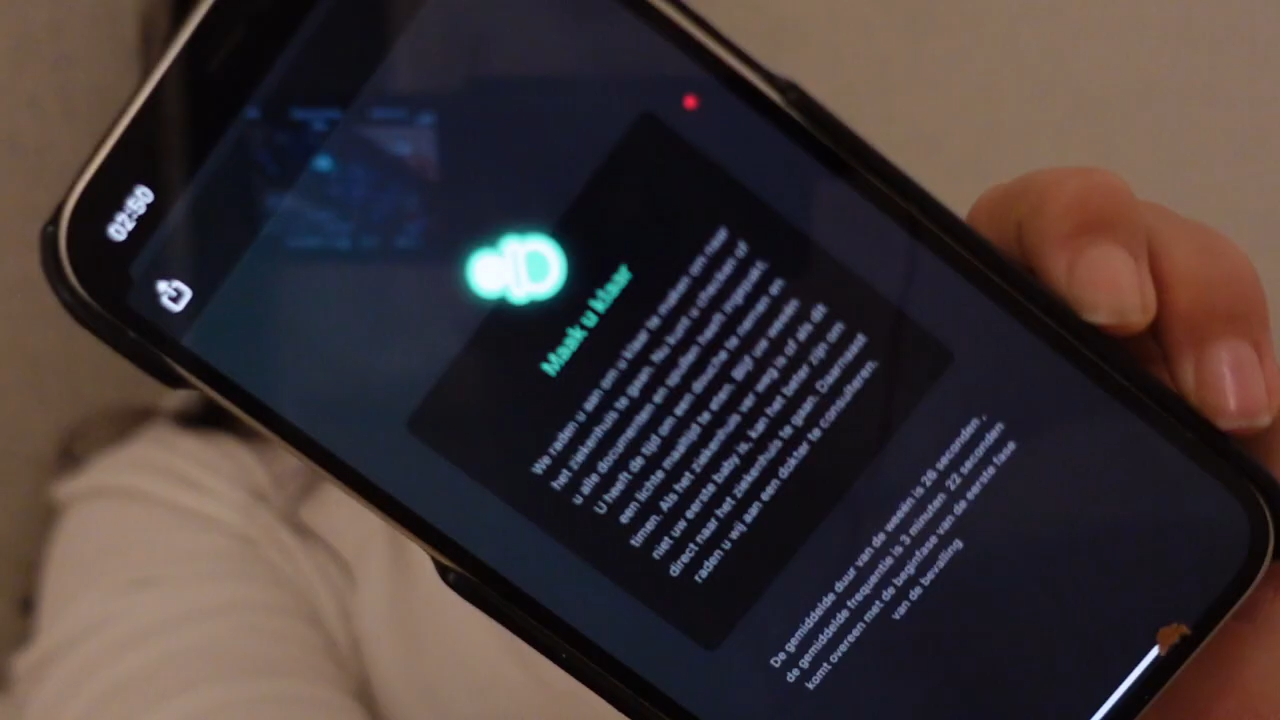 02:50
Maak u klaar
We raden u aan om u klaar te maken om naar
het ziekenhuis te gaan. Nu kunt u checken of
u alle documenten en spullen heeft ingepakt.
U heeft de tijd om een douche te nemen en
een lichte maaltijd te eten. Blijf uw weeën
timen. Als het ziekenhuis ver weg is of als dit
niet uw eerste baby is, kan het beter zijn om
direct naar het ziekenhuis te gaan. Daarnaast
raden u wij aan een dokter te consulteren.
De gemiddelde duur van de weeën is 26 seconden,
de gemiddelde frequentie is 3 minuten 22 seconden
komt overeen met de beginfase van de eerste fase
van de bevalling